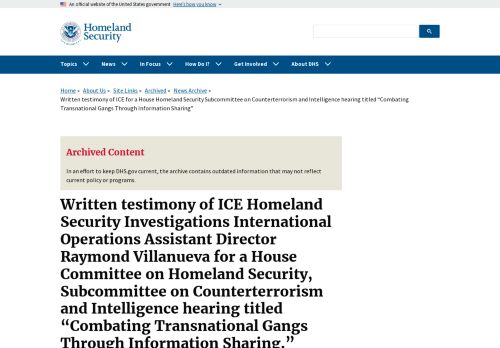 An official website of the United States government Here's how you know
Homeland
Security
Topics News In Focus How Do I? Get Involved About DHS
Home » About Us » Site Links » Archived » News Archive »
Written testimony of ICE for a House Homeland Security Subcommittee on Counterterrorism and Intelligence hearing titled “Combating
Transnational Gangs Through Information Sharing”
Archived Content
In an effort to keep DHS.gov current, the archive contains outdated information that may not reflect
current policy or programs.
Written testimony of ICE Homeland
Security Investigations International
Operations Assistant Director
Raymond Villanueva for a House
Committee on Homeland Security,
Subcommittee on Counterterrorism
and Intelligence hearing titled
“Combating Transnational Gangs
Through Information Sharing.”